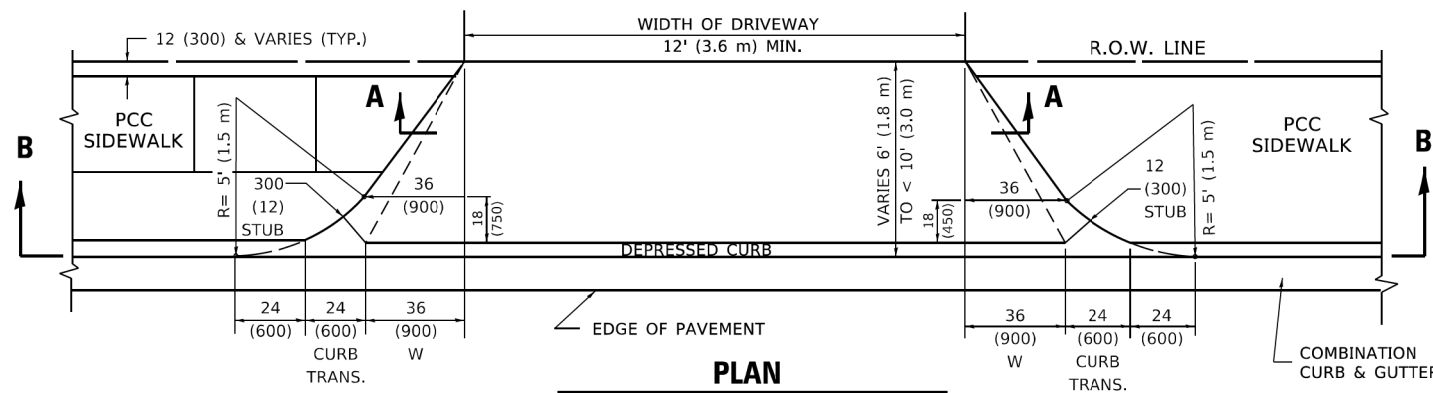 WIDTH OF DRIVEWAY
12' (3.6 m) MIN.
12 (300) & VARIES (TYP.)
R.O.W. LINE
A
A
PCC
SIDEWALK
PCC
SIDEWALK
B
B
R= 5' (1.5 m)
300
(12)
STUB
36
(900)
18
(750)
VARIES 6' (1.8 m)
TO < 10' (3.0 m)
36
(900)
18
(450)
12
(300)
STUB
R= 5' (1.5 m)
DEPRESSED CURB
24
(600)
24
(600)
CURB
TRANS.
36
(900)
W
EDGE OF PAVEMENT
36
(900)
W
24
(600)
CURB
TRANS.
24
(600)
COMBINATION
CURB & GUTTER
PLAN